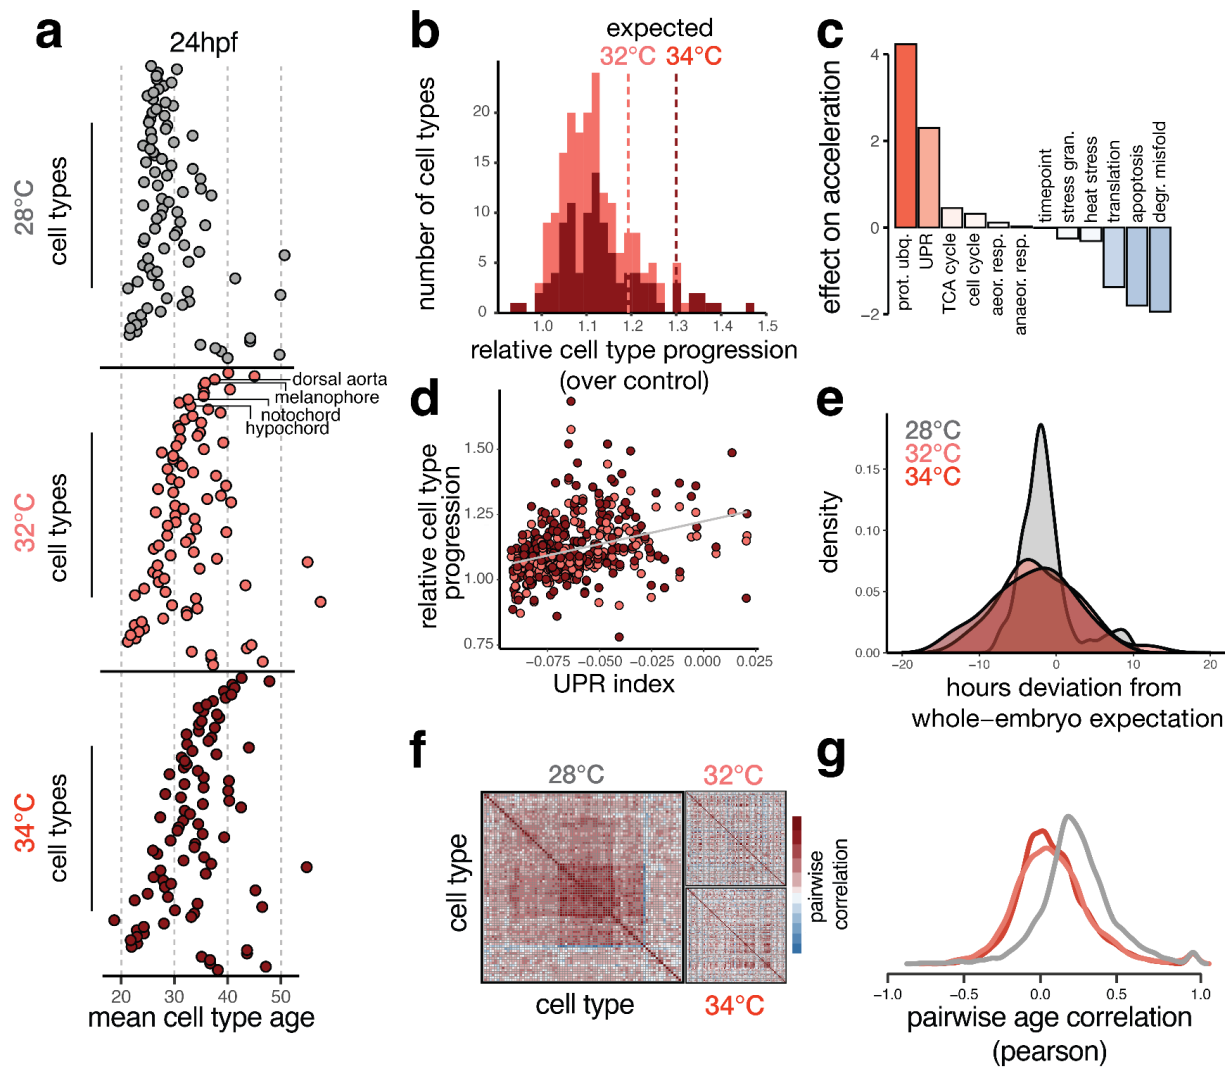 a
24hpf
28°C
cell types
32°C
cell types
34°C
cell types
dorsal aorta
melanophore
notochord
hypochord
20 30 40 50
mean cell type age
b
expected
32°C 34°C
number of cell types
20
15
10
5
0
1.0 1.1 1.2 1.3 1.4 1.5
relative cell type progression
(over control)
c
effect on acceleration
4
2
0
−2
prot. ubq.
UPR
TCA cycle
cell cycle
aeor. resp.
anaeor. resp.
timepoint
stress gran.
heat stress
translation
apoptosis
degr. misfold
d
relative cell type
progression
1.50
1.25
1.00
0.75
−0.075 −0.050 −0.025 0.000 0.025
UPR index
e
28°C
32°C
34°C
density
0.15
0.10
0.05
0.00
−20 −10 0 10 20
hours deviation from
whole−embryo expectation
f
28°C
32°C
cell type
cell type
34°C
pairwise
correlation
g
−1.0 −0.5 0.0 0.5 1.0
pairwise age correlation
(pearson)